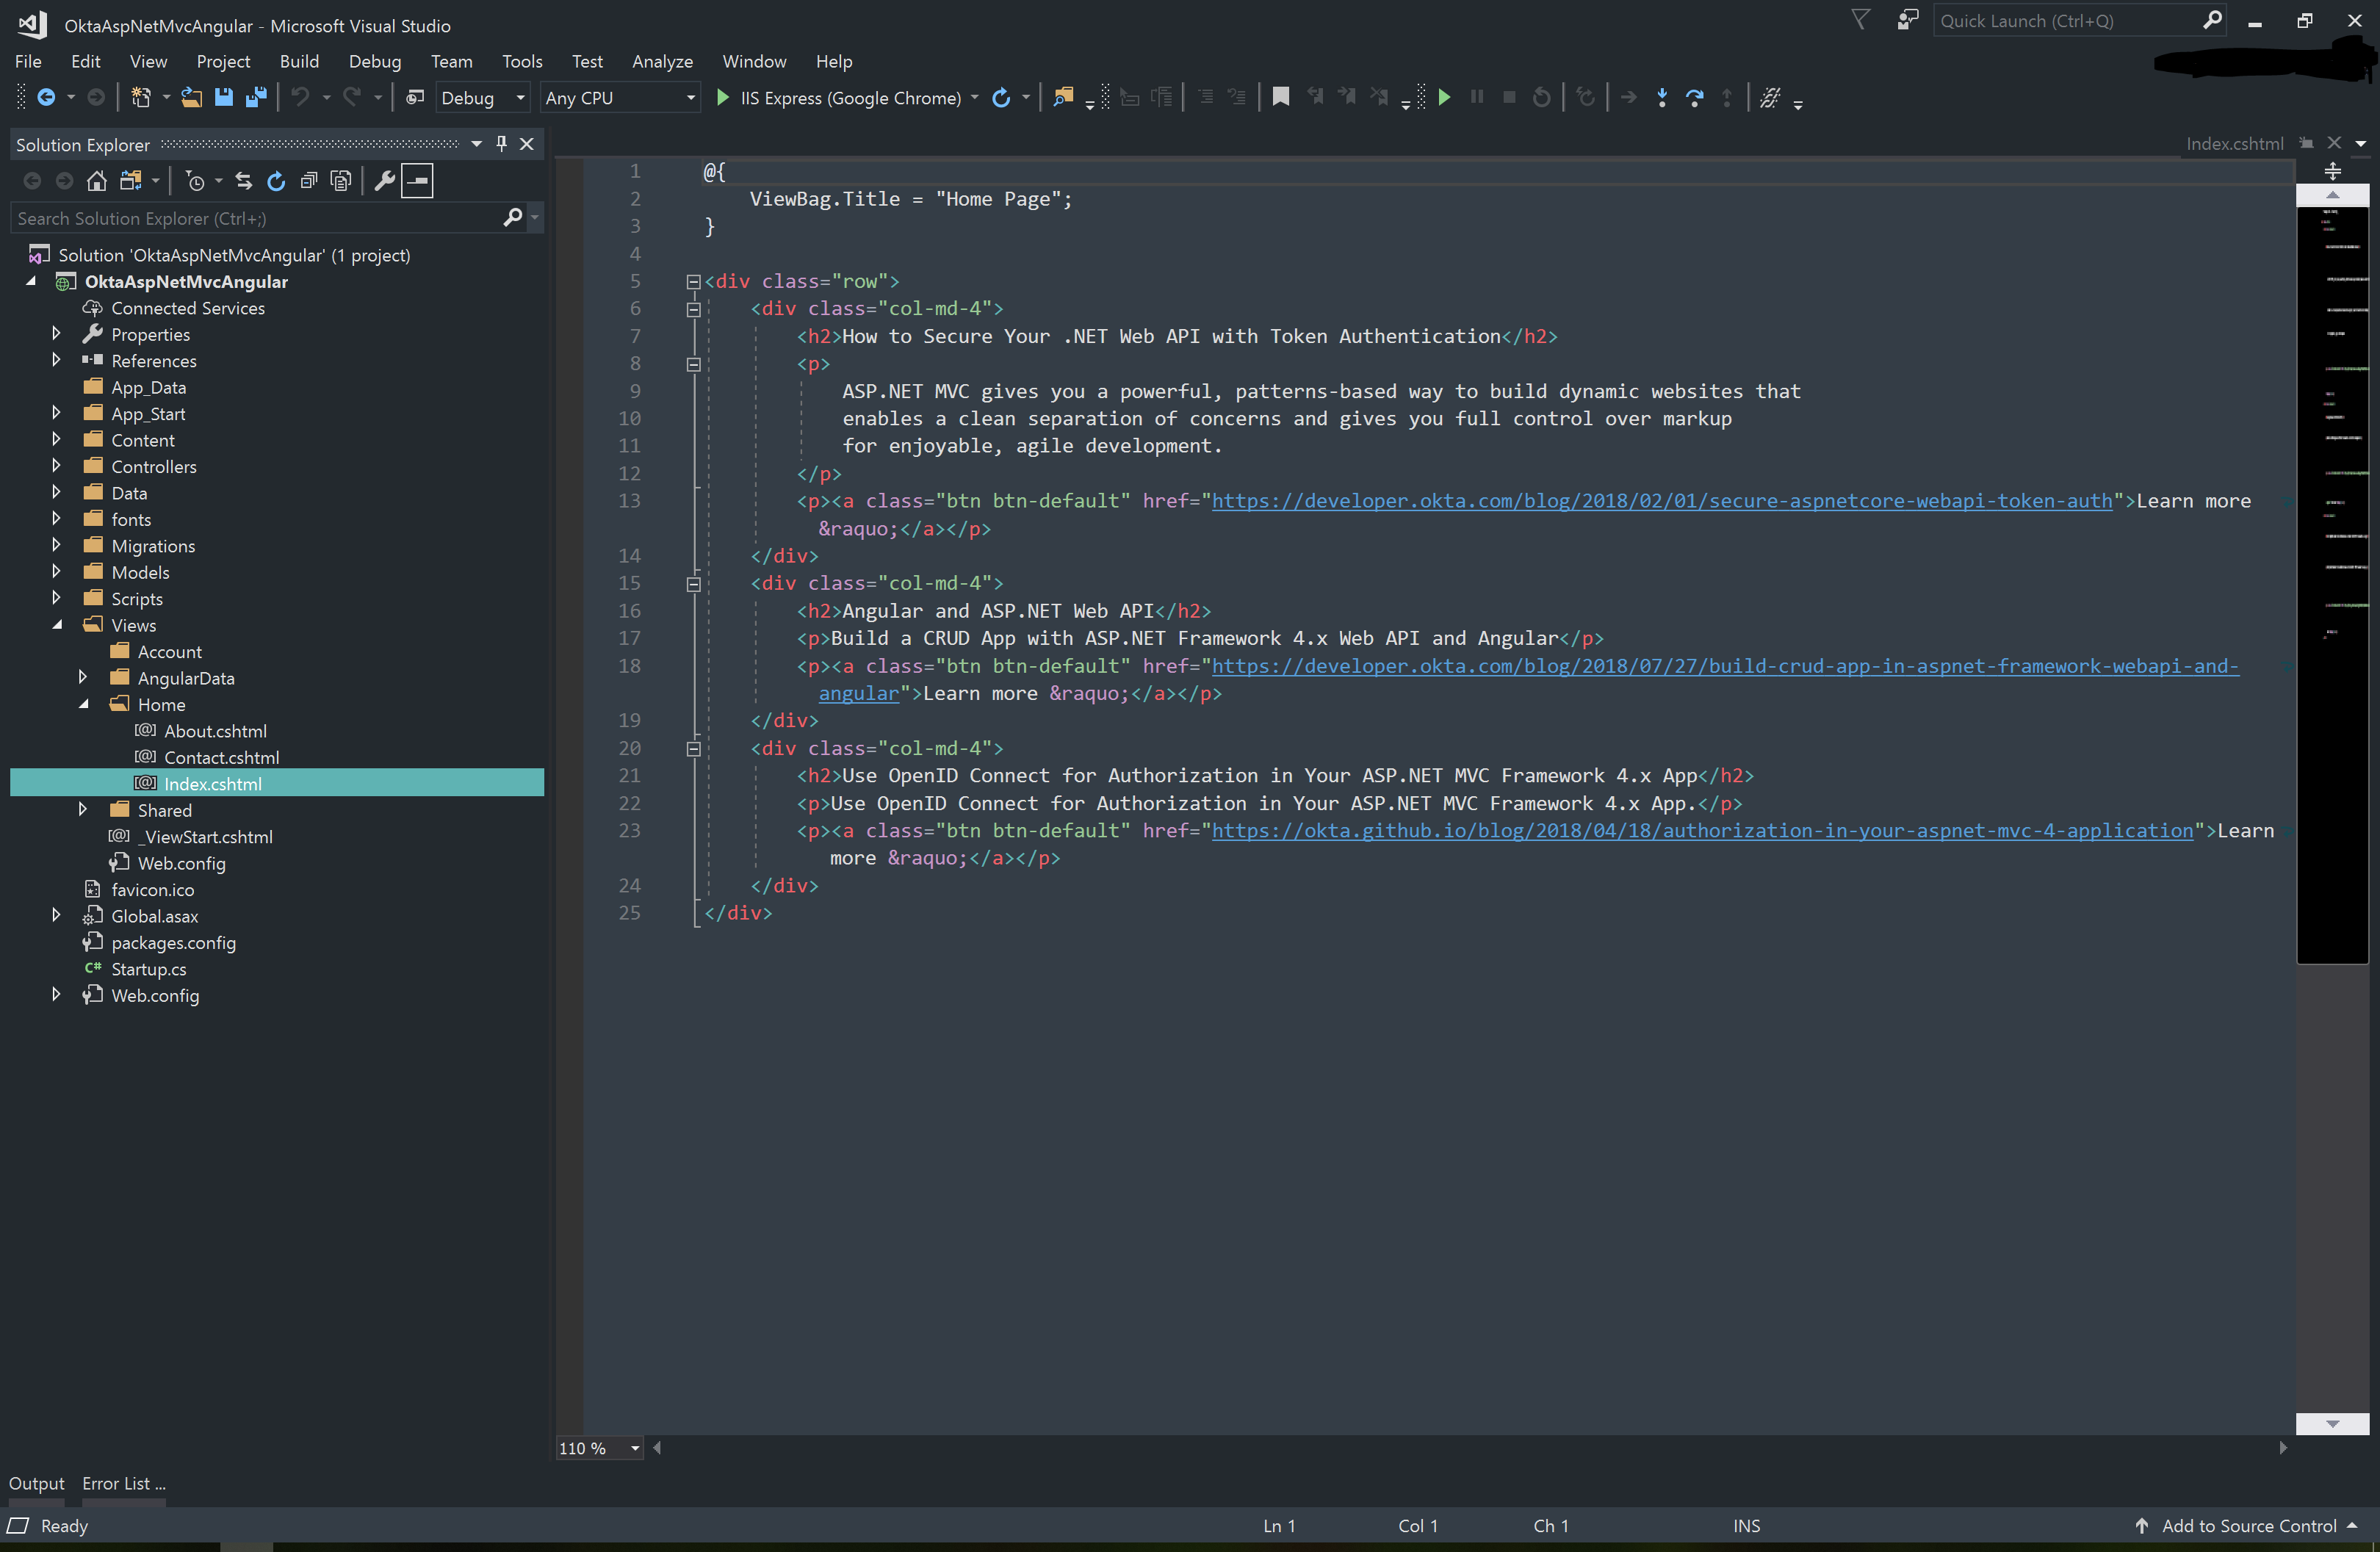 OktaAspNetMvcAngular - Microsoft Visual Studio
Quick Launch (Ctrl+Q)
File Edit View Project Build Debug Team Tools Test Analyze Window Help
Debug Any CPU IIS Express (Google Chrome)
Solution Explorer
Index.cshtml
Search Solution Explorer (Ctrl+;)
Solution 'OktaAspNetMvcAngular' (1 project)
OktaAspNetMvcAngular
Connected Services
Properties
References
App_Data
App_Start
Content
Controllers
Data
fonts
Migrations
Models
Scripts
Views
Account
AngularData
Home
[@] About.cshtml
[@] Contact.cshtml
[@] Index.cshtml
Shared
[@] _ViewStart.cshtml
Web.config
favicon.ico
Global.asax
packages.config
C# Startup.cs
Web.config
1 @{
2 ViewBag.Title = "Home Page";
3 }
4
5 <div class="row">
6 <div class="col-md-4">
7 <h2>How to Secure Your .NET Web API with Token Authentication</h2>
8 <p>
9 ASP.NET MVC gives you a powerful, patterns-based way to build dynamic websites that
10 enables a clean separation of concerns and gives you full control over markup
11 for enjoyable, agile development.
12 </p>
13 <p><a class="btn btn-default" href="https://developer.okta.com/blog/2018/02/01/secure-aspnetcore-webapi-token-auth">Learn more
&raquo;</a></p>
14 </div>
15 <div class="col-md-4">
16 <h2>Angular and ASP.NET Web API</h2>
17 <p>Build a CRUD App with ASP.NET Framework 4.x Web API and Angular</p>
18 <p><a class="btn btn-default" href="https://developer.okta.com/blog/2018/07/27/build-crud-app-in-aspnet-framework-webapi-and-
angular">Learn more &raquo;</a></p>
19 </div>
20 <div class="col-md-4">
21 <h2>Use OpenID Connect for Authorization in Your ASP.NET MVC Framework 4.x App</h2>
22 <p>Use OpenID Connect for Authorization in Your ASP.NET MVC Framework 4.x App.</p>
23 <p><a class="btn btn-default" href="https://okta.github.io/blog/2018/04/18/authorization-in-your-aspnet-mvc-4-application">Learn
more &raquo;</a></p>
24 </div>
25 </div>
110 %
Output Error List ...
Ready Ln 1 Col 1 Ch 1 INS Add to Source Control